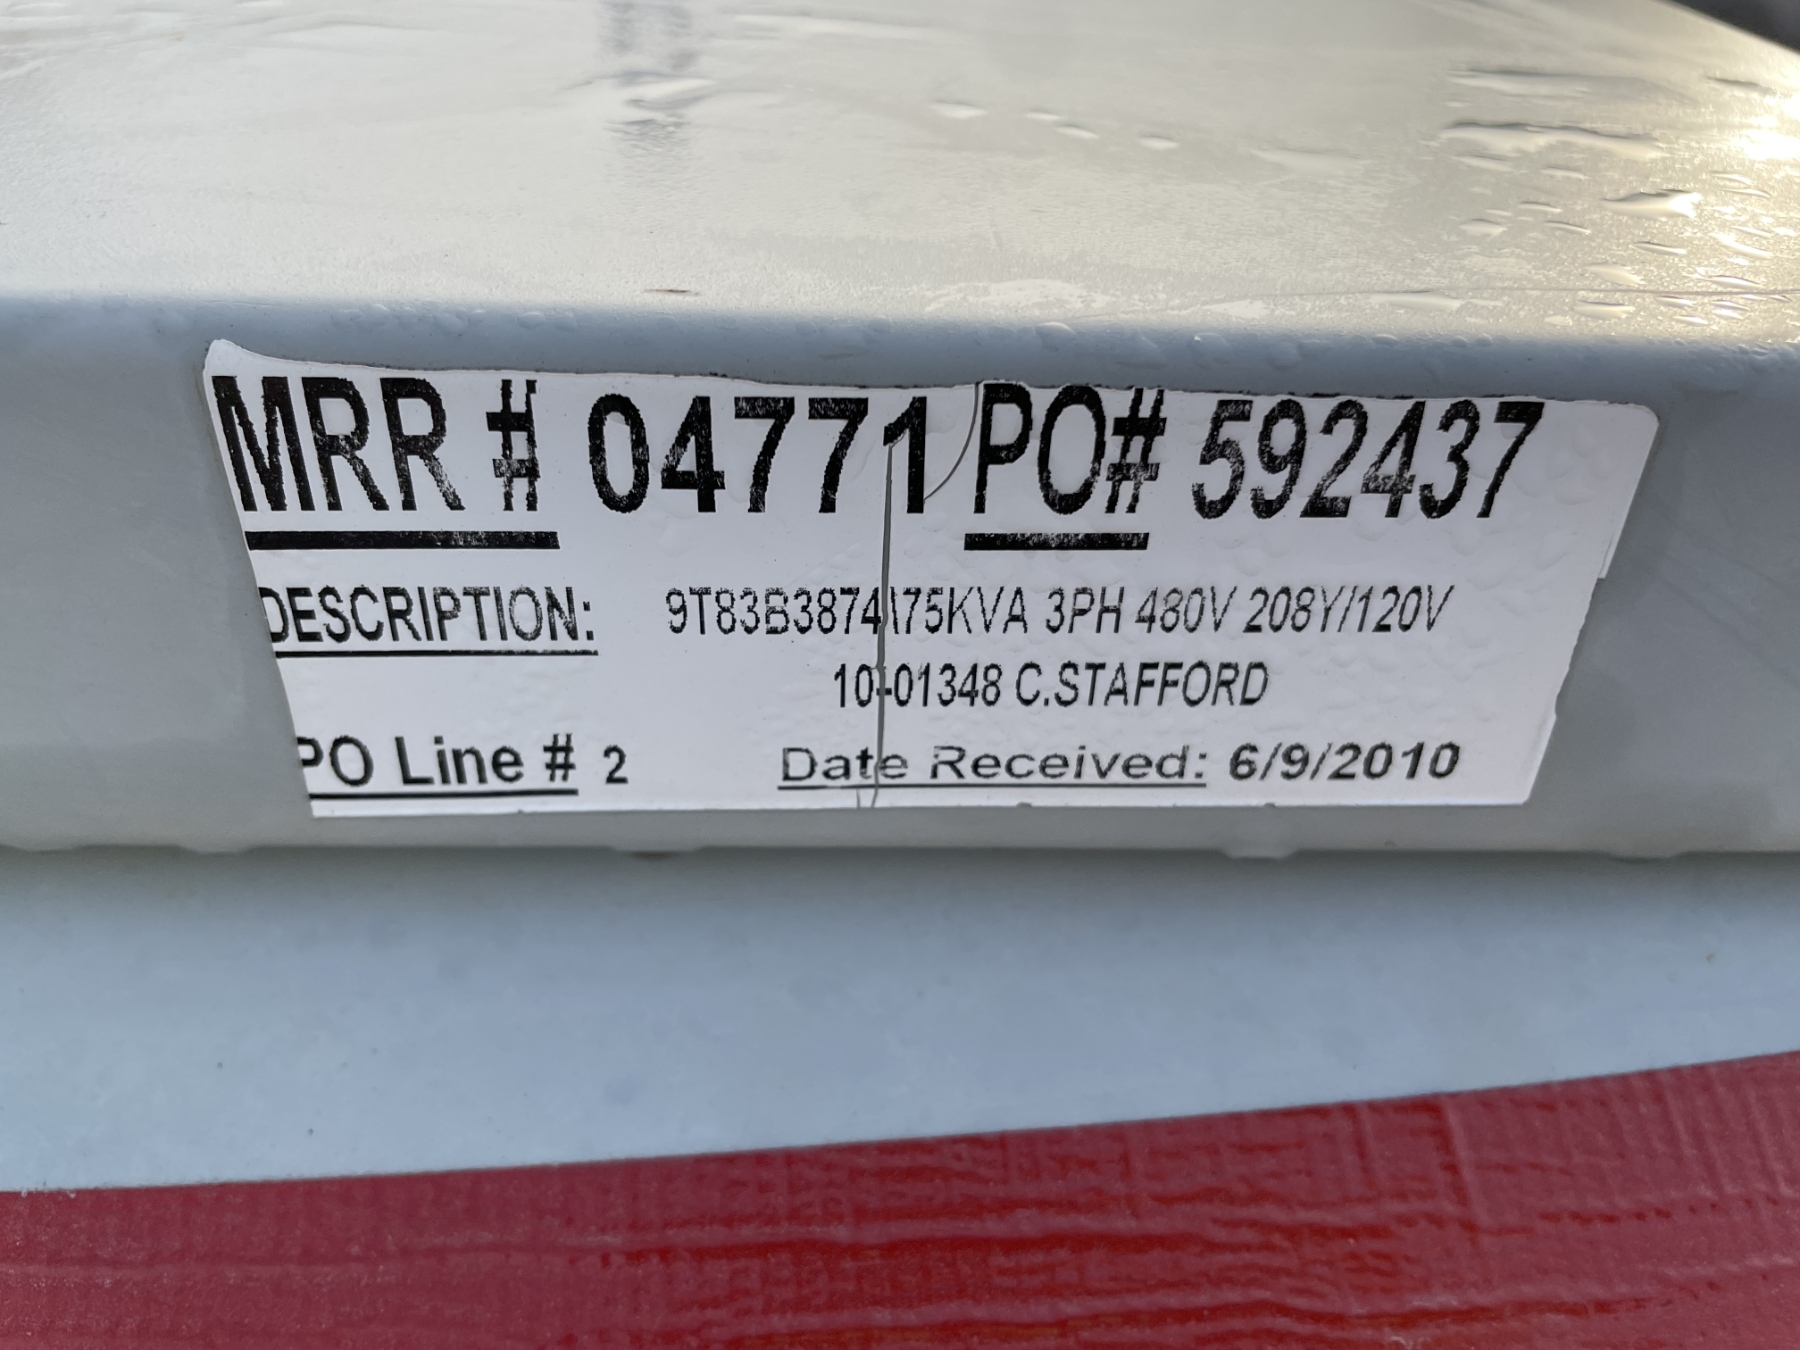 MRR # 04771 PO# 592437
DESCRIPTION: 9T83B3874\75KVA 3PH 480V 208Y/120V
10-01348 C.STAFFORD
PO Line # 2 Date Received: 6/9/2010